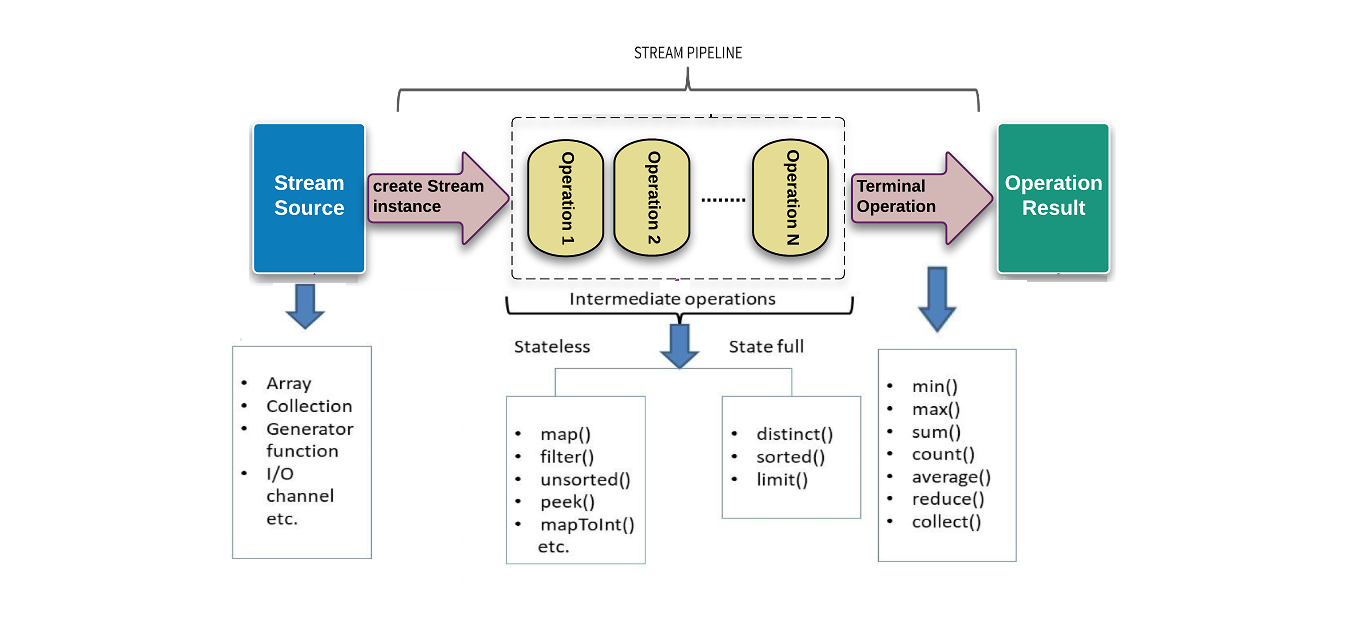 STREAM PIPELINE
Stream
Source
create Stream
instance
Operation 1
Operation 2
........
Operation N
Terminal
Operation
Operation
Result
Intermediate operations
Stateless
State full
• Array
• Collection
• Generator
function
• I/O
channel
etc.
• map()
• filter()
• unsorted()
• peek()
• mapToInt()
etc.
• distinct()
• sorted()
• limit()
• min()
• max()
• sum()
• count()
• average()
• reduce()
• collect()